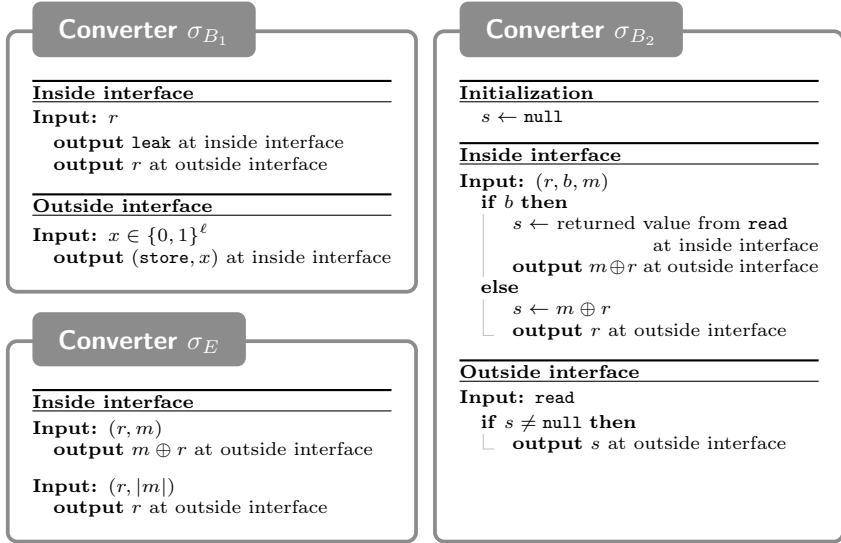 Converter σ_{B_1}
Inside interface
Input: r
output leak at inside interface
output r at outside interface
Outside interface
Input: x ∈ {0, 1}^ℓ
output (store, x) at inside interface
Converter σ_E
Inside interface
Input: (r, m)
output m ⊕ r at outside interface
Input: (r, |m|)
output r at outside interface
Converter σ_{B_2}
Initialization
s ← null
Inside interface
Input: (r, b, m)
if b then
s ← returned value from read
at inside interface
output m⊕r at outside interface
else
s ← m ⊕ r
output r at outside interface
Outside interface
Input: read
if s ≠ null then
output s at outside interface